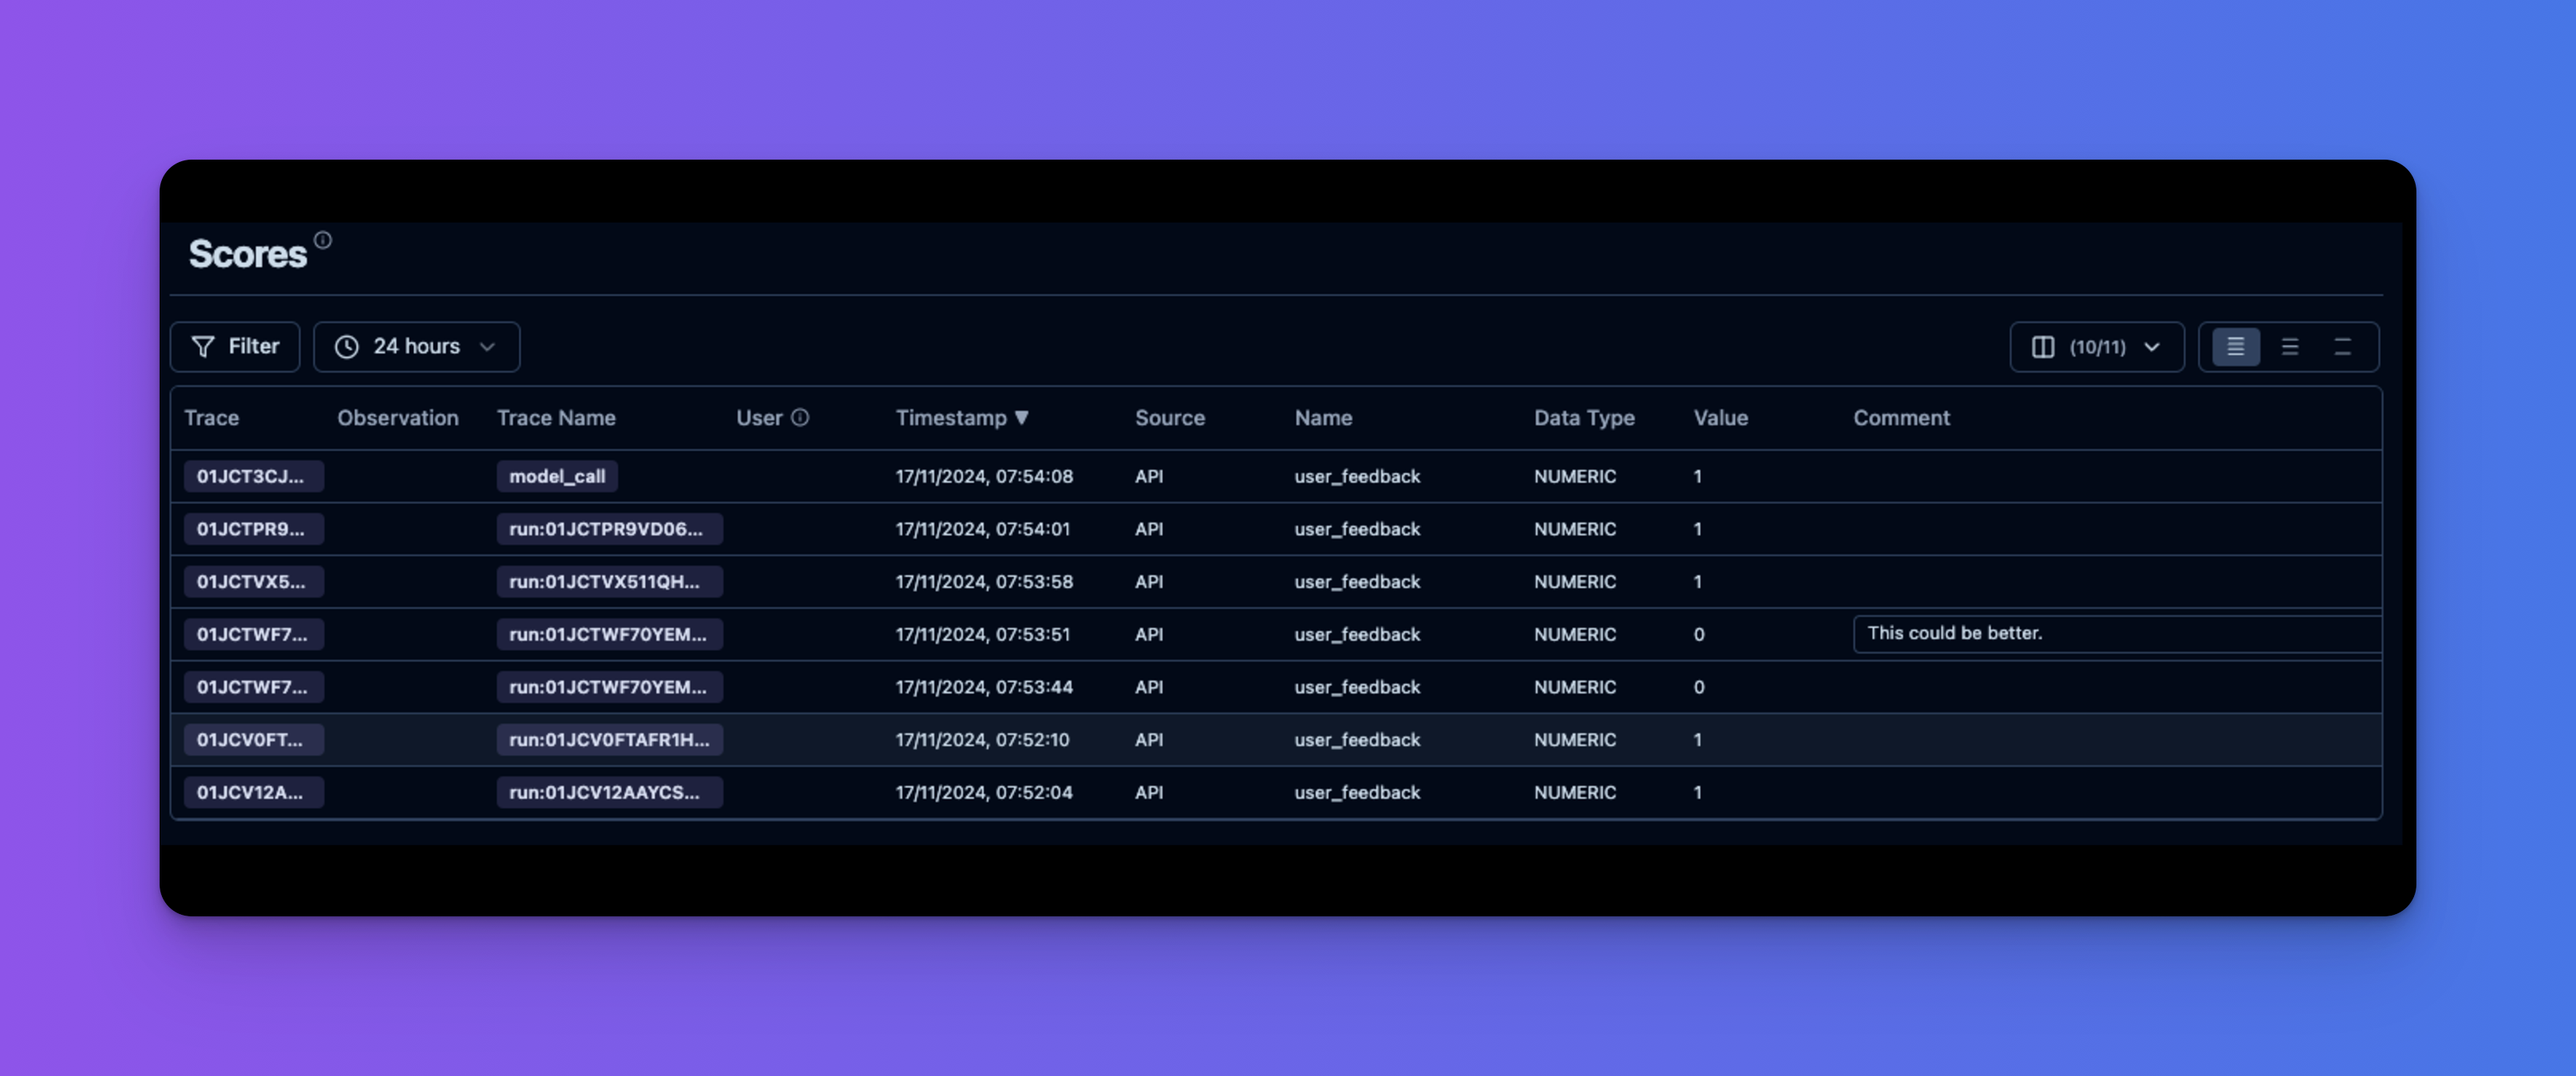 Scores
Filter 24 hours (10/11)
Trace Observation Trace Name User Timestamp ▼ Source Name Data Type Value Comment
01JCT3CJ... model_call 17/11/2024, 07:54:08 API user_feedback NUMERIC 1
01JCTPR9... run:01JCTPR9VD06... 17/11/2024, 07:54:01 API user_feedback NUMERIC 1
01JCTVX5... run:01JCTVX511QH... 17/11/2024, 07:53:58 API user_feedback NUMERIC 1
01JCTWF7... run:01JCTWF70YEM... 17/11/2024, 07:53:51 API user_feedback NUMERIC 0 This could be better.
01JCTWF7... run:01JCTWF70YEM... 17/11/2024, 07:53:44 API user_feedback NUMERIC 0
01JCV0FT... run:01JCV0FTAFR1H... 17/11/2024, 07:52:10 API user_feedback NUMERIC 1
01JCV12A... run:01JCV12AAYCS... 17/11/2024, 07:52:04 API user_feedback NUMERIC 1